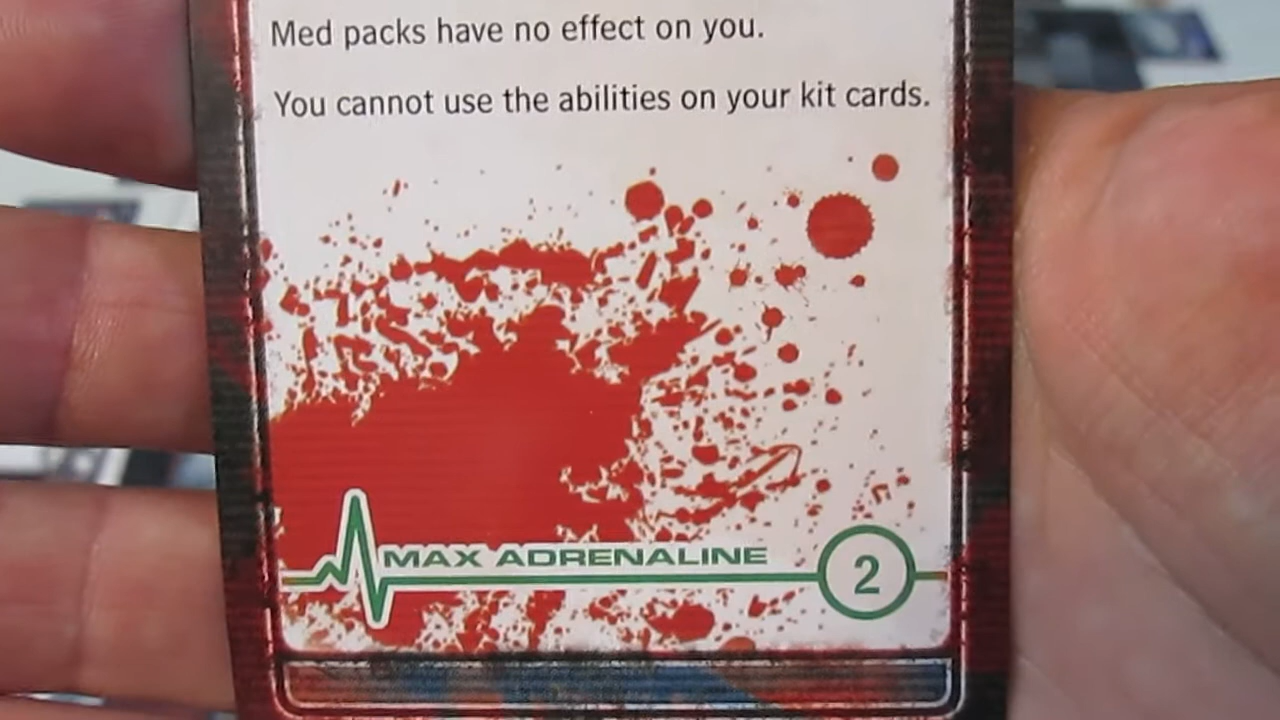 Med packs have no effect on you.
You cannot use the abilities on your kit cards.
MAX ADRENALINE
2